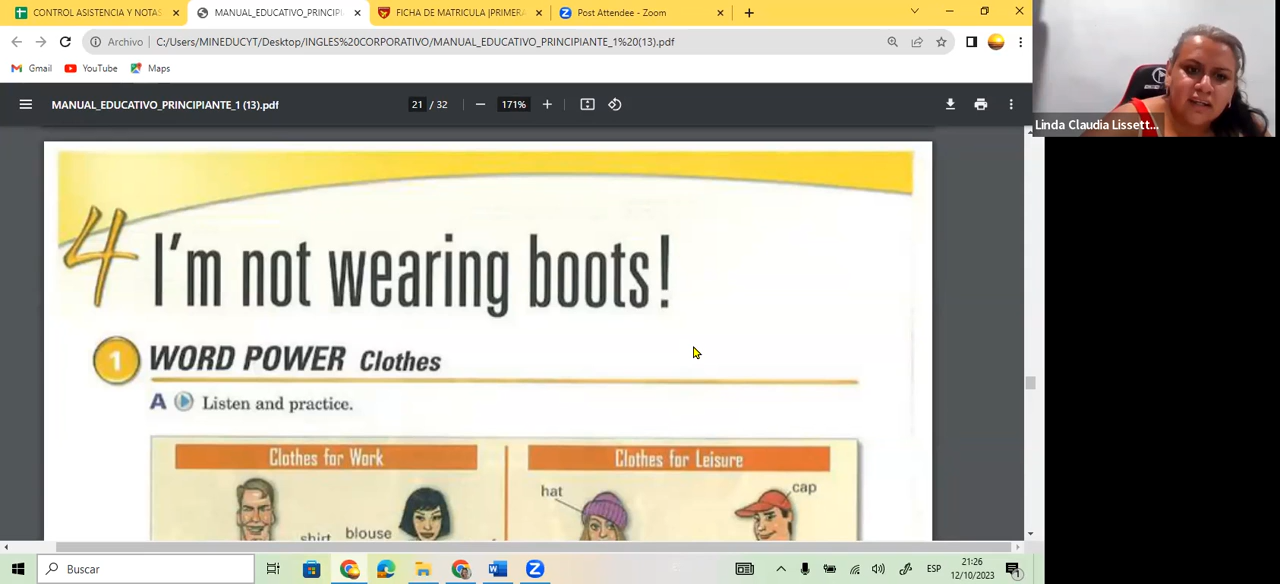 CONTROL ASISTENCIA Y NOTAS
MANUAL_EDUCATIVO_PRINCIPI
FICHA DE MATRICULA |PRIMERA
Post Attendee - Zoom
Archivo
C:/Users/MINEDUCYT/Desktop/INGLES%20CORPORATIVO/MANUAL_EDUCATIVO_PRINCIPIANTE_1%20(13).pdf
Gmail
YouTube
Maps
MANUAL_EDUCATIVO_PRINCIPIANTE_1 (13).pdf
21 / 32
171%
Linda Claudia Lissett...
4 I'm not wearing boots!
1 WORD POWER Clothes
A Listen and practice.
Clothes for Work
Clothes for Leisure
hat
cap
shirt
blouse
Buscar
ESP
21:26
12/10/2023
1